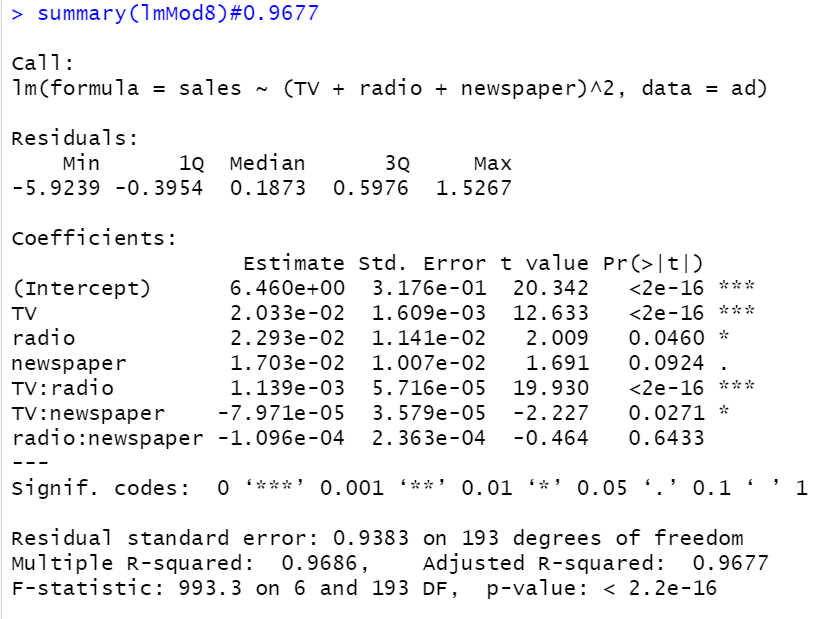 > summary(lmMod8)#0.9677
Call:
lm(formula = sales ~ (TV + radio + newspaper)^2, data = ad)
Residuals:
    Min      1Q  Median      3Q     Max
-5.9239 -0.3954  0.1873  0.5976  1.5267
Coefficients:
                  Estimate Std. Error t value Pr(>|t|)
(Intercept)      6.460e+00  3.176e-01  20.342   <2e-16 ***
TV               2.033e-02  1.609e-03  12.633   <2e-16 ***
radio            2.293e-02  1.141e-02   2.009   0.0460 *
newspaper        1.703e-02  1.007e-02   1.691   0.0924 .
TV:radio         1.139e-03  5.716e-05  19.930   <2e-16 ***
TV:newspaper    -7.971e-05  3.579e-05  -2.227   0.0271 *
radio:newspaper -1.096e-04  2.363e-04  -0.464   0.6433
---
Signif. codes:  0 ‘***’ 0.001 ‘**’ 0.01 ‘*’ 0.05 ‘.’ 0.1 ‘ ’ 1
Residual standard error: 0.9383 on 193 degrees of freedom
Multiple R-squared:  0.9686,    Adjusted R-squared:  0.9677
F-statistic: 993.3 on 6 and 193 DF,  p-value: < 2.2e-16